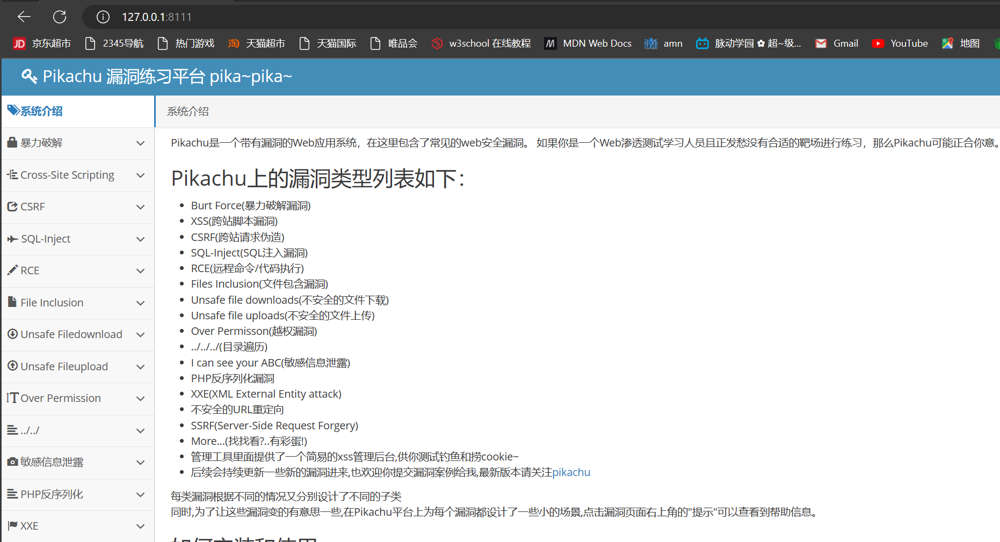 127.0.0.1:8111
京东超市 2345导航 热门游戏 淘 天猫超市 天猫国际 唯品会 w3school 在线教程 MDN Web Docs amn 脉动学园 ✿ 超~级... Gmail YouTube 地图
Pikachu 漏洞练习平台 pika~pika~
系统介绍
暴力破解
Cross-Site Scripting
CSRF
SQL-Inject
RCE
File Inclusion
Unsafe Filedownload
Unsafe Fileupload
Over Permission
../../
敏感信息泄露
PHP反序列化
XXE
系统介绍
Pikachu是一个带有漏洞的Web应用系统，在这里包含了常见的web安全漏洞。 如果你是一个Web渗透测试学习人员且正发愁没有合适的靶场进行练习，那么Pikachu可能正合你意。
Pikachu上的漏洞类型列表如下：
Burt Force(暴力破解漏洞)
XSS(跨站脚本漏洞)
CSRF(跨站请求伪造)
SQL-Inject(SQL注入漏洞)
RCE(远程命令/代码执行)
Files Inclusion(文件包含漏洞)
Unsafe file downloads(不安全的文件下载)
Unsafe file uploads(不安全的文件上传)
Over Permisson(越权漏洞)
../../../(目录遍历)
I can see your ABC(敏感信息泄露)
PHP反序列化漏洞
XXE(XML External Entity attack)
不安全的URL重定向
SSRF(Server-Side Request Forgery)
More...(找找看?..有彩蛋!)
管理工具里面提供了一个简易的xss管理后台,供你测试钓鱼和捞cookie~
后续会持续更新一些新的漏洞进来,也欢迎你提交漏洞案例给我,最新版本请关注pikachu
每类漏洞根据不同的情况又分别设计了不同的子类
同时,为了让这些漏洞变的有意思一些,在Pikachu平台上为每个漏洞都设计了一些小的场景,点击漏洞页面右上角的"提示"可以查看到帮助信息。